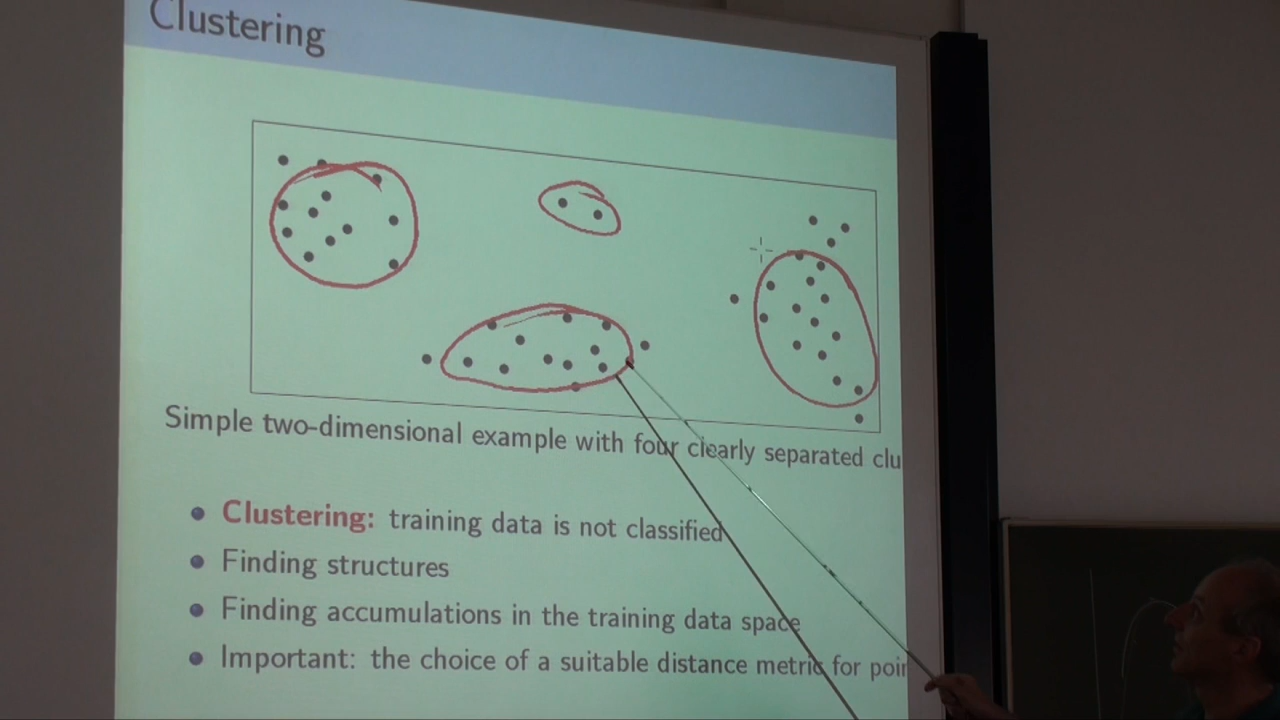 Clustering
Simple two-dimensional example with four clearly separated clu
Clustering: training data is not classified
Finding structures
Finding accumulations in the training data space
Important: the choice of a suitable distance metric for poin